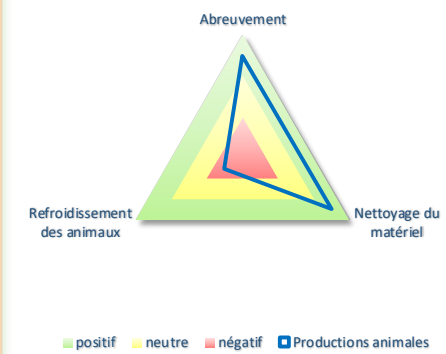 Abreuvement
Refroidissement
des animaux
Nettoyage du
matériel
positif
neutre
négatif
Productions animales